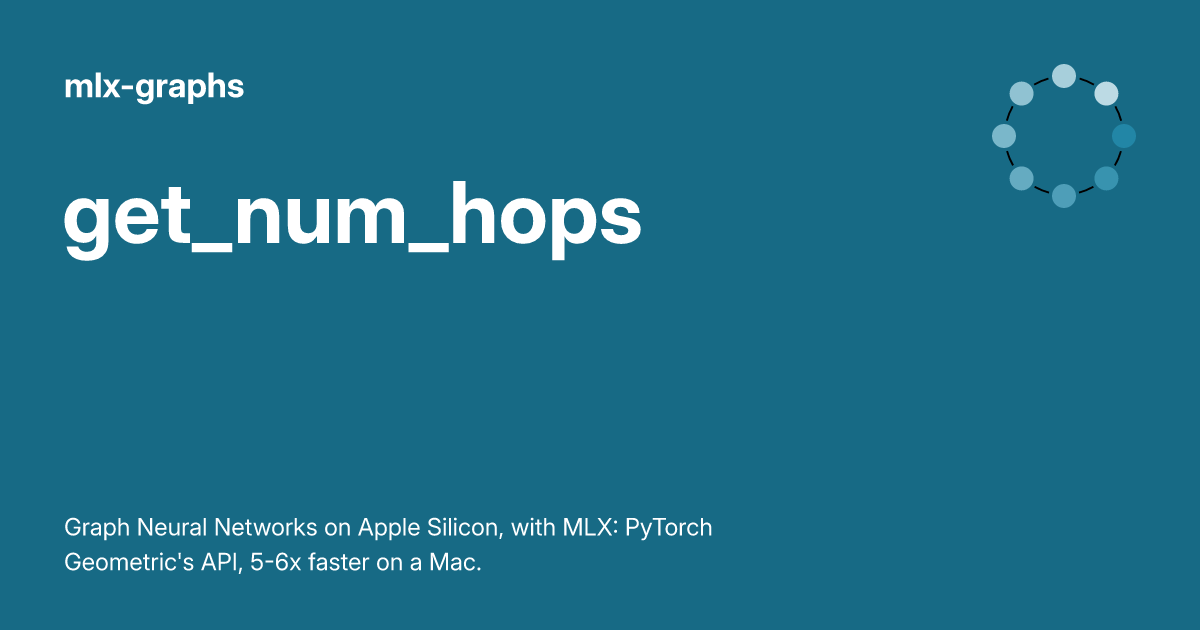 mlx-graphs
get_num_hops
Graph Neural Networks on Apple Silicon, with MLX: PyTorch
Geometric's API, 5-6x faster on a Mac.